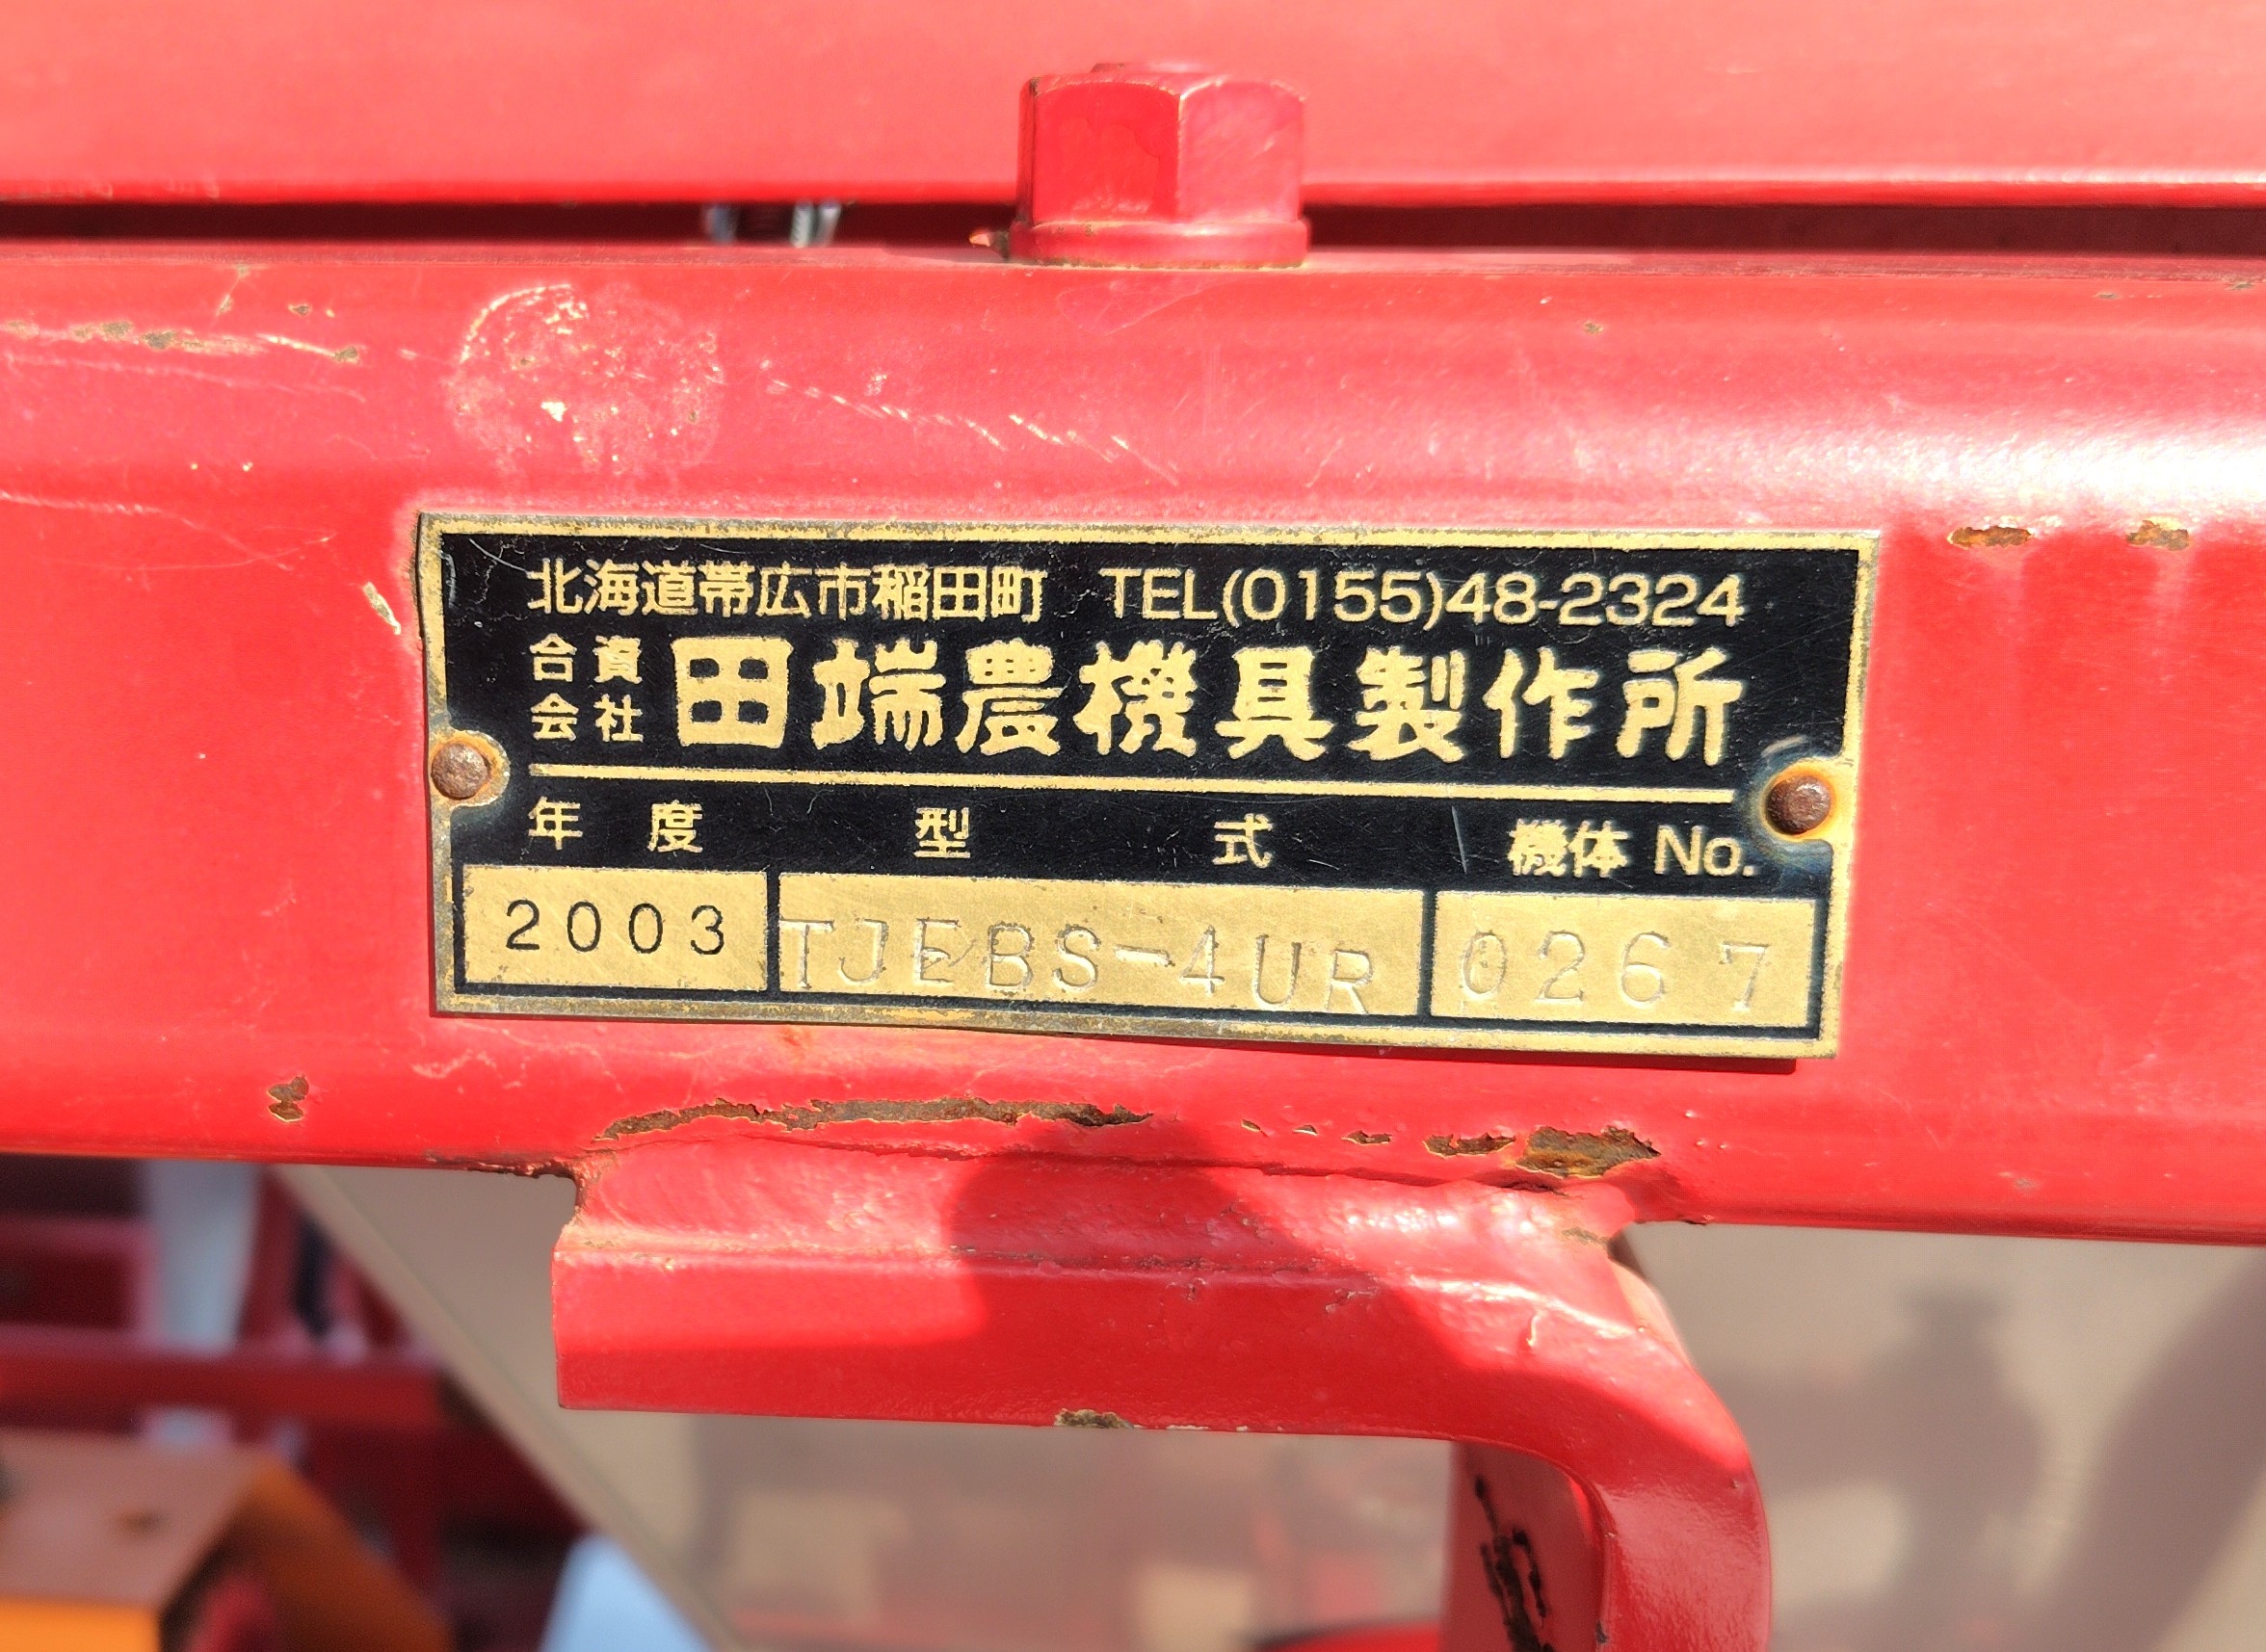 北海道帯広市稲田町 TEL(0155)48-2324
合資会社 田端農機具製作所
年度 型式 機体 No.
2003 TJEBS-4UR 0267